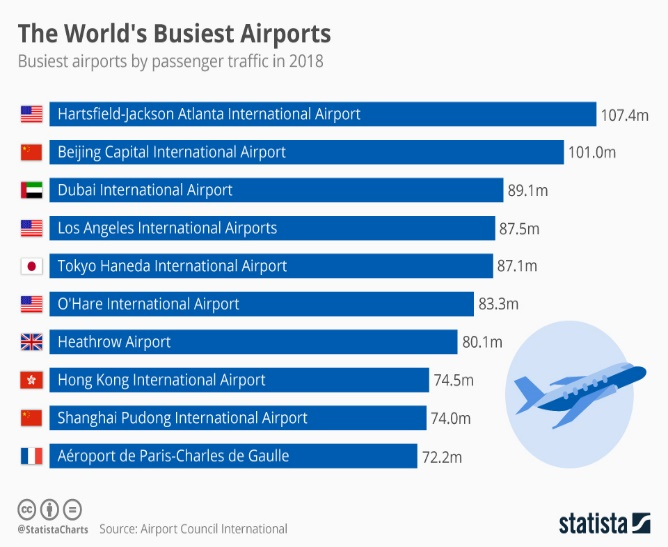 The World's Busiest Airports
Busiest airports by passenger traffic in 2018
Hartsfield-Jackson Atlanta International Airport 107.4m
Beijing Capital International Airport 101.0m
Dubai International Airport 89.1m
Los Angeles International Airports 87.5m
Tokyo Haneda International Airport 87.1m
O'Hare International Airport 83.3m
Heathrow Airport 80.1m
Hong Kong International Airport 74.5m
Shanghai Pudong International Airport 74.0m
Aéroport de Paris-Charles de Gaulle 72.2m
cc
@StatistaCharts Source: Airport Council International
statista